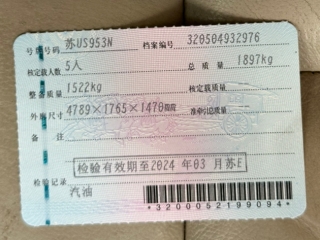 号牌号码 苏US953N 档案编号 320504932976
核定载人数 5人 总质量 1897kg
整备质量 1522kg 核定载质量 --
外廓尺寸 4789×1765×1470mm 准牵引总质量 --
备注
检验有效期至2024年03月苏E
检验记录
汽油
*3200052199094*